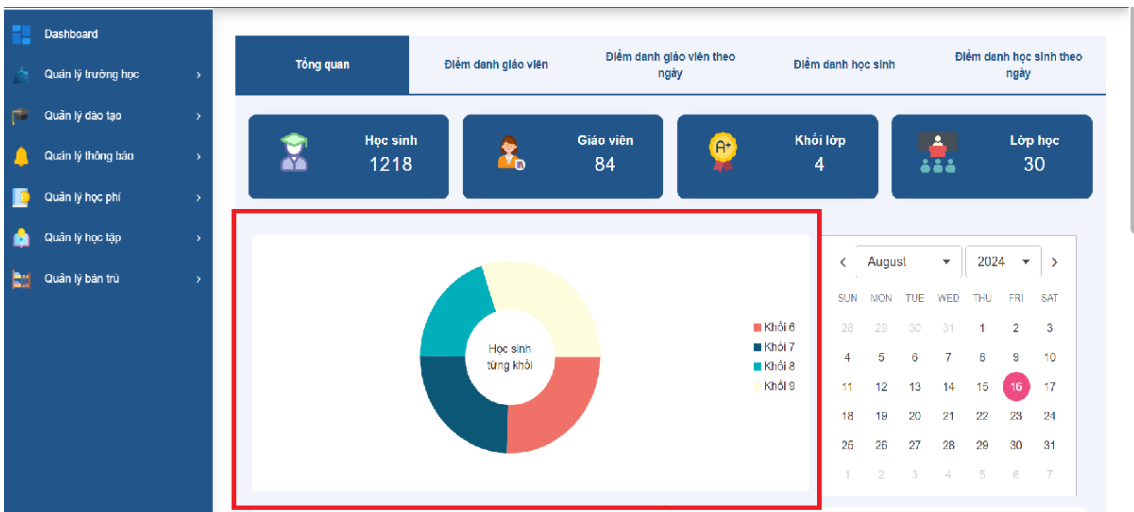 Dashboard
Quản lý trường học
Quản lý đào tạo
Quản lý thông báo
Quản lý học phí
Quản lý học tập
Quản lý bán trú
Tổng quan
Điểm danh giáo viên
Điểm danh giáo viên theo
ngày
Điểm danh học sinh
Điểm danh học sinh theo
ngày
Học sinh
1218
Giáo viên
84
A+
Khối lớp
4
Lớp học
30
Học sinh
từng khối
Khối 6
Khối 7
Khối 8
Khối 9
August 2024
SUN MON TUE WED THU FRI SAT
28 29 30 31 1 2 3
4 5 6 7 8 9 10
11 12 13 14 15 16 17
18 19 20 21 22 23 24
25 26 27 28 29 30 31
1 2 3 4 5 6 7